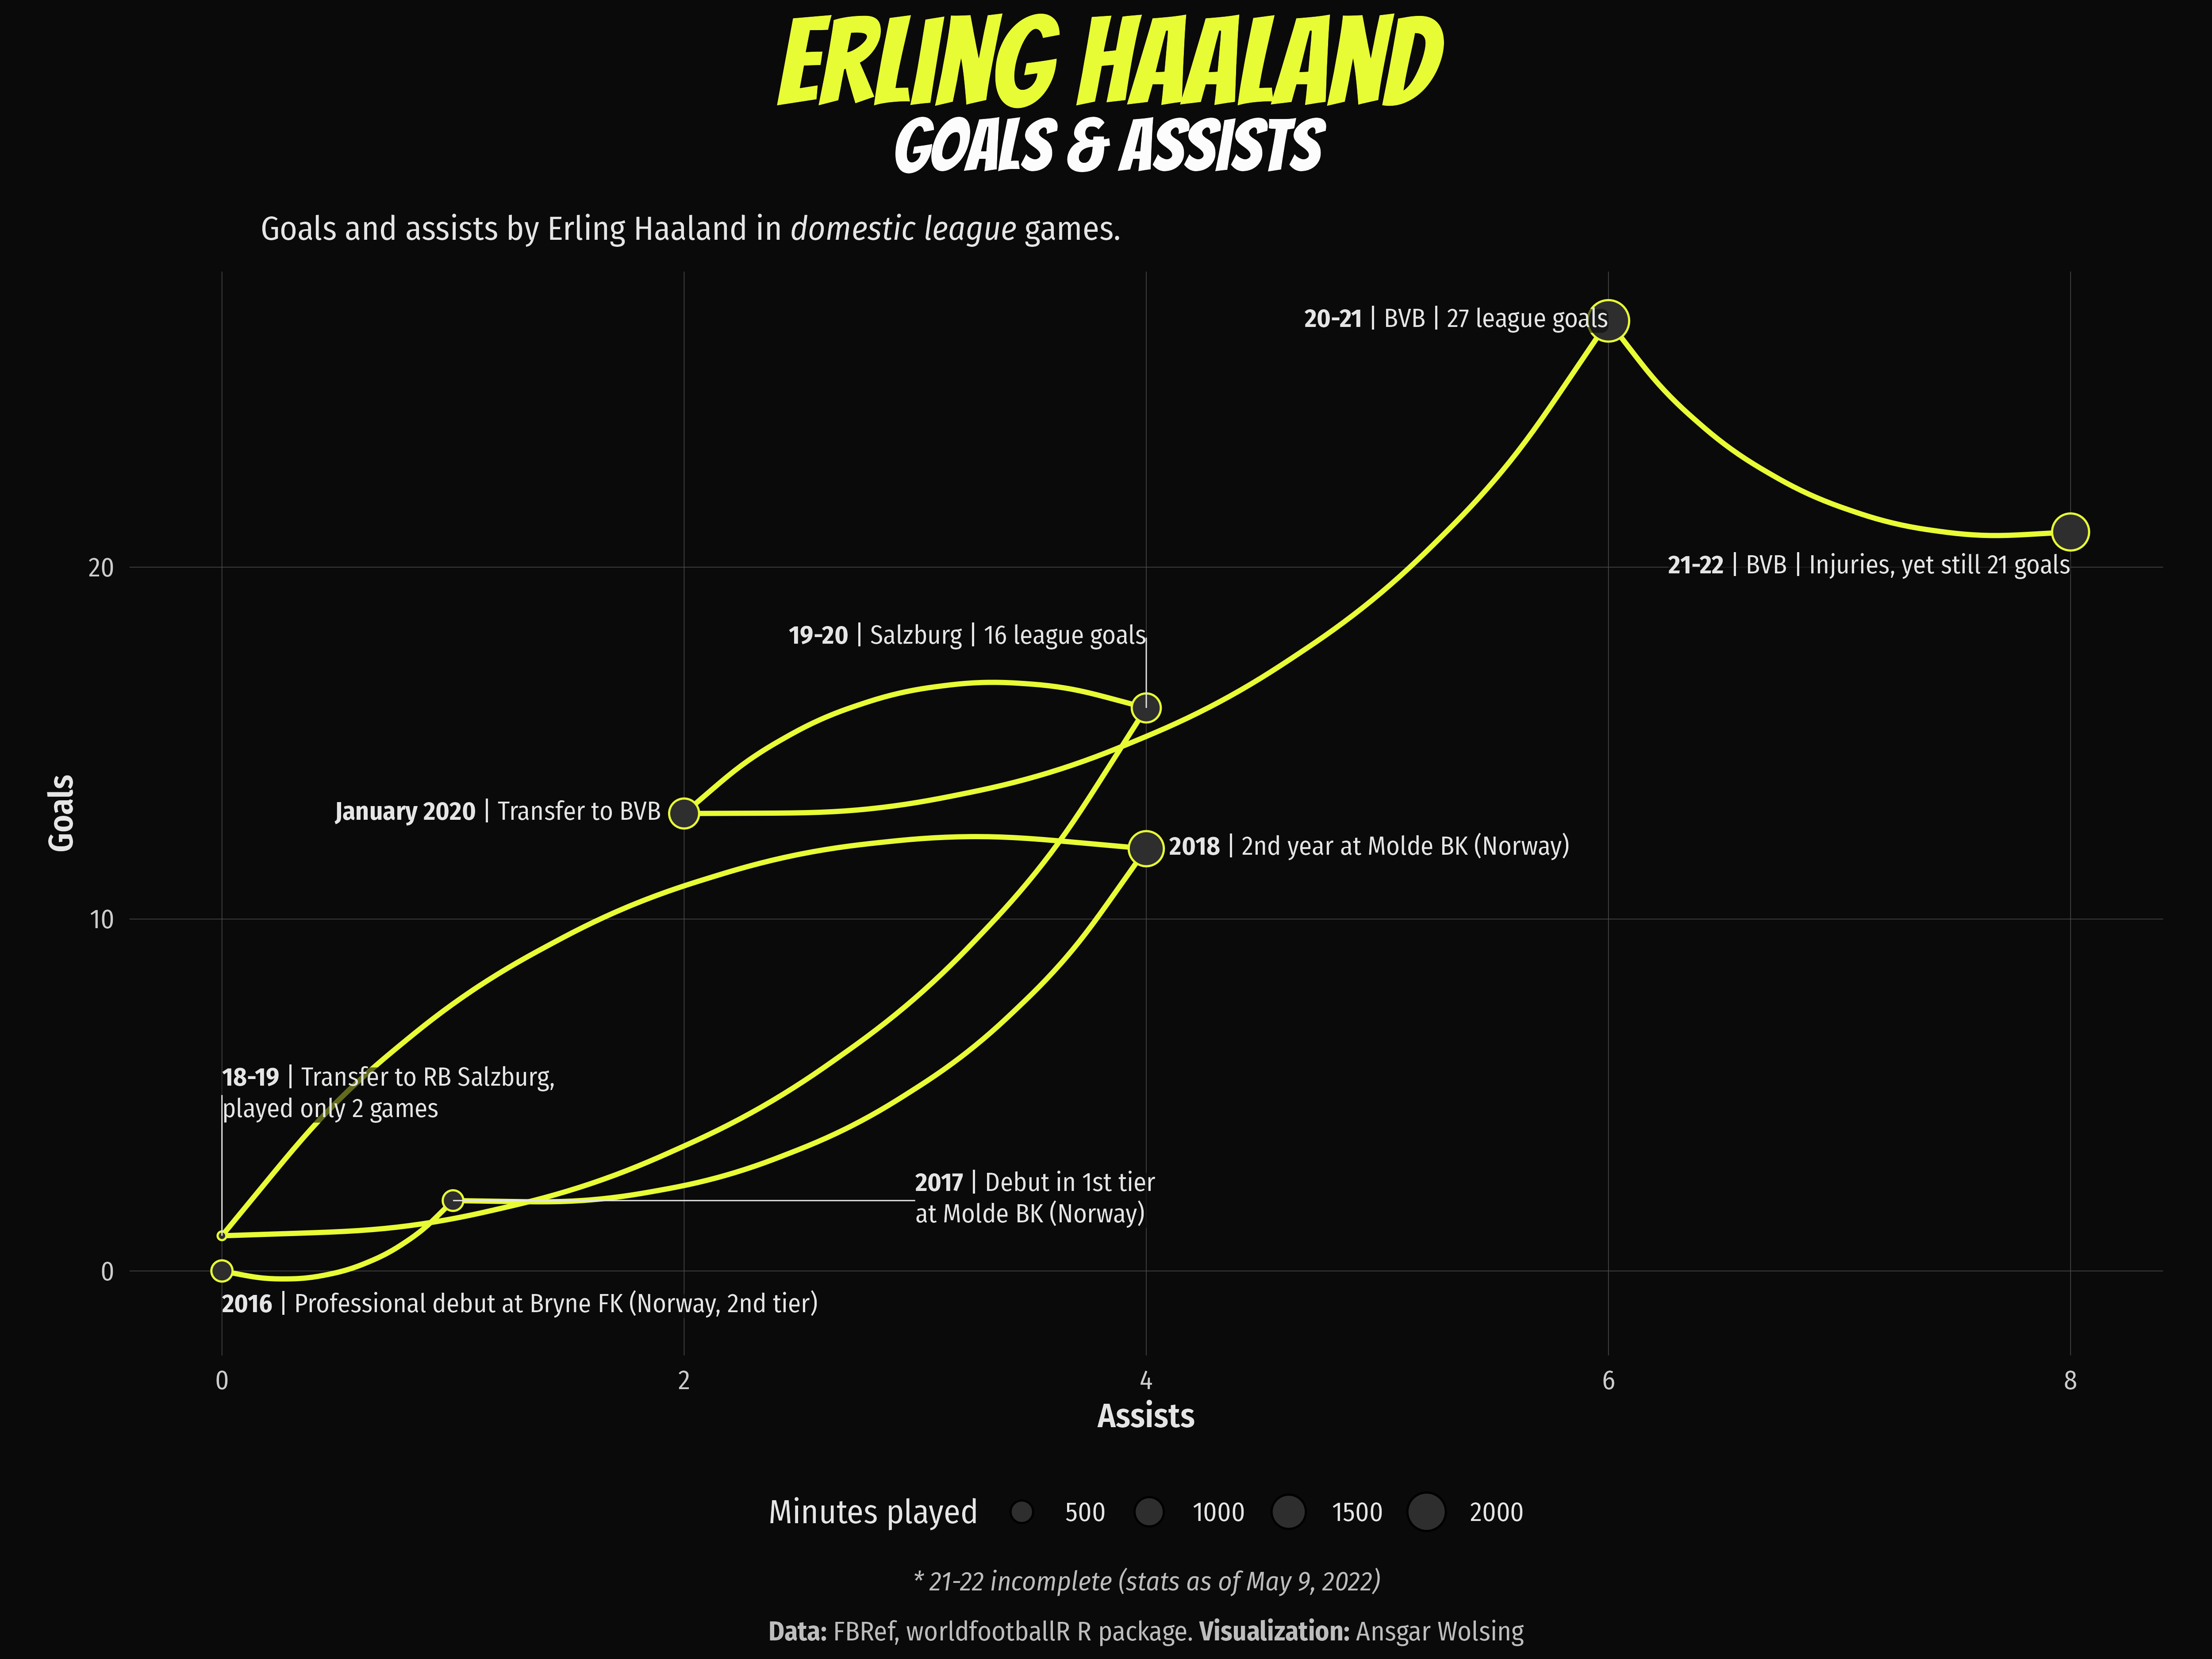 ERLING HAALAND
GOALS & ASSISTS
Goals and assists by Erling Haaland in domestic league games.
20-21 | BVB | 27 league goals
20
21-22 | BVB | Injuries, yet still 21 goals
19-20 | Salzburg | 16 league goals
Goals
January 2020 | Transfer to BVB
2018 | 2nd year at Molde BK (Norway)
10
18-19 | Transfer to RB Salzburg,
played only 2 games
2017 | Debut in 1st tier
at Molde BK (Norway)
0
2016 | Professional debut at Bryne FK (Norway, 2nd tier)
0 2 4 6 8
Assists
Minutes played 500 1000 1500 2000
* 21-22 incomplete (stats as of May 9, 2022)
Data: FBRef, worldfootballR R package. Visualization: Ansgar Wolsing